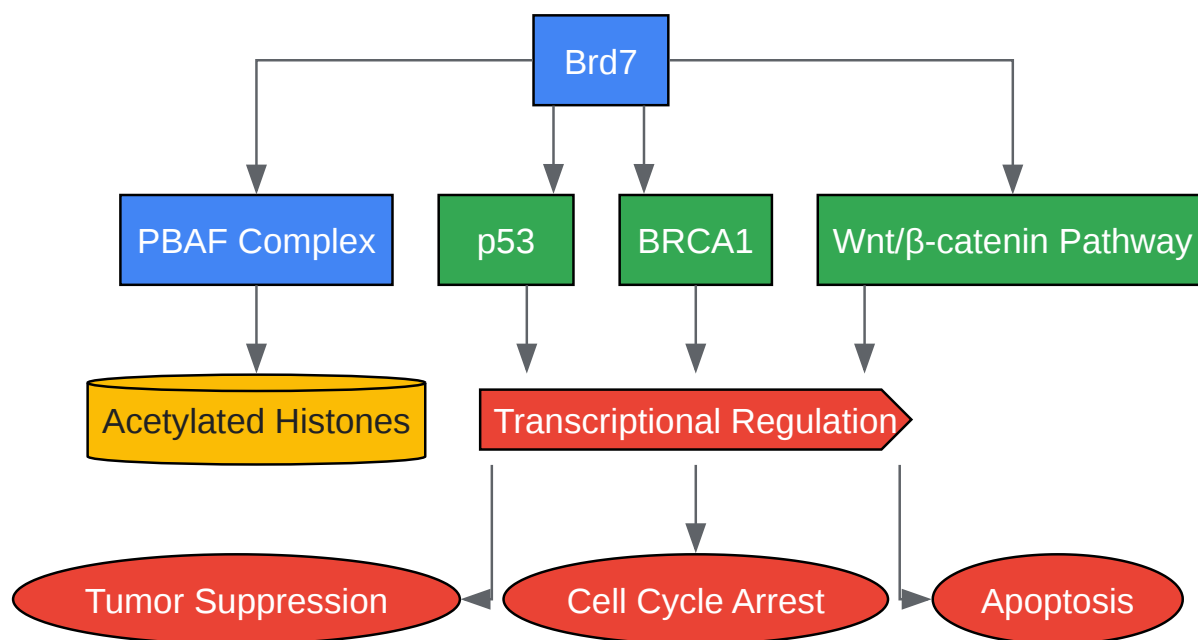 Brd7
PBAF Complex
p53
BRCA1
Wnt/β-catenin Pathway
Acetylated Histones
Transcriptional Regulation
Tumor Suppression
Cell Cycle Arrest
Apoptosis